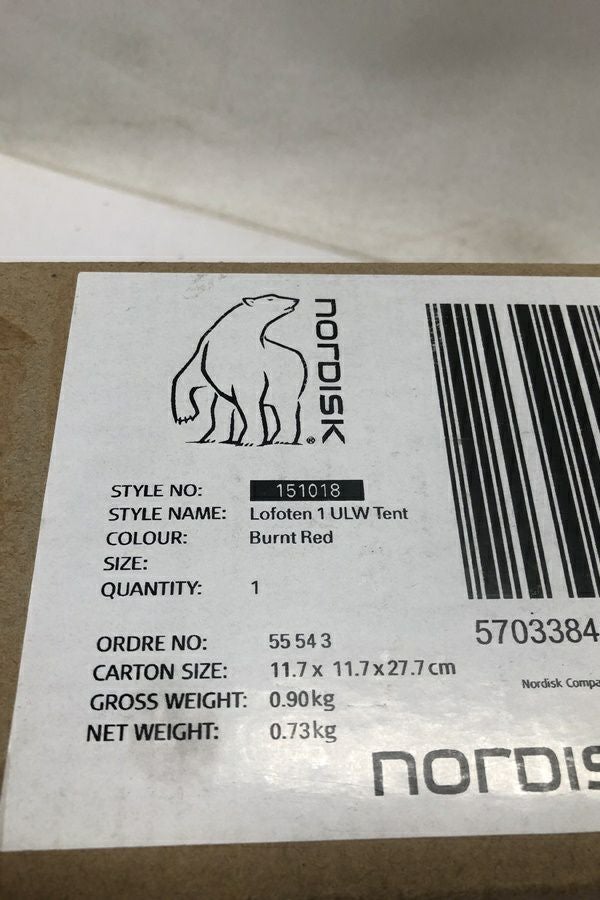 nordisk®
STYLE NO: 151018
STYLE NAME: Lofoten 1 ULW Tent
COLOUR: Burnt Red
SIZE:
QUANTITY: 1
ORDRE NO: 55 54 3
CARTON SIZE: 11.7 x 11.7 x 27.7 cm
GROSS WEIGHT: 0.90kg
NET WEIGHT: 0.73kg
5703384
Nordisk Compa
nordis